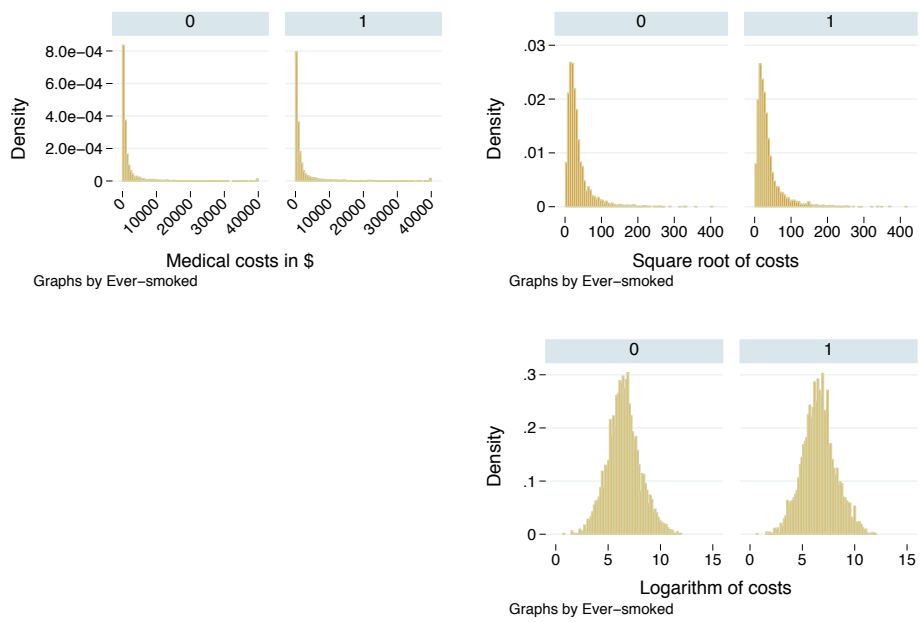 0 1
Density
8.0e−04
6.0e−04
4.0e−04
2.0e−04
0
0 10000 20000 30000 40000 0 10000 20000 30000 40000
Medical costs in $
Graphs by Ever−smoked
0 1
Density
.03
.02
.01
0
0 100 200 300 400 0 100 200 300 400
Square root of costs
Graphs by Ever−smoked
0 1
Density
.3
.2
.1
0
0 5 10 15 0 5 10 15
Logarithm of costs
Graphs by Ever−smoked